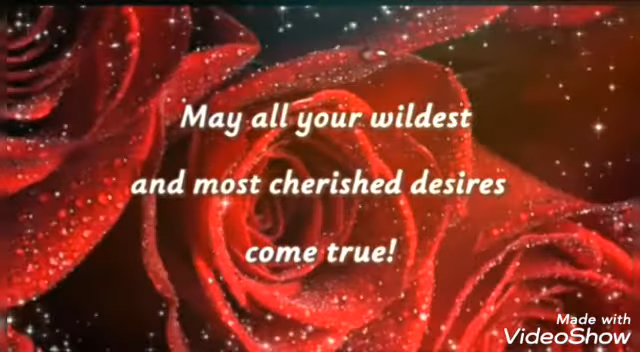 May all your wildest
and most cherished desires
come true!
Made with
VideoShow